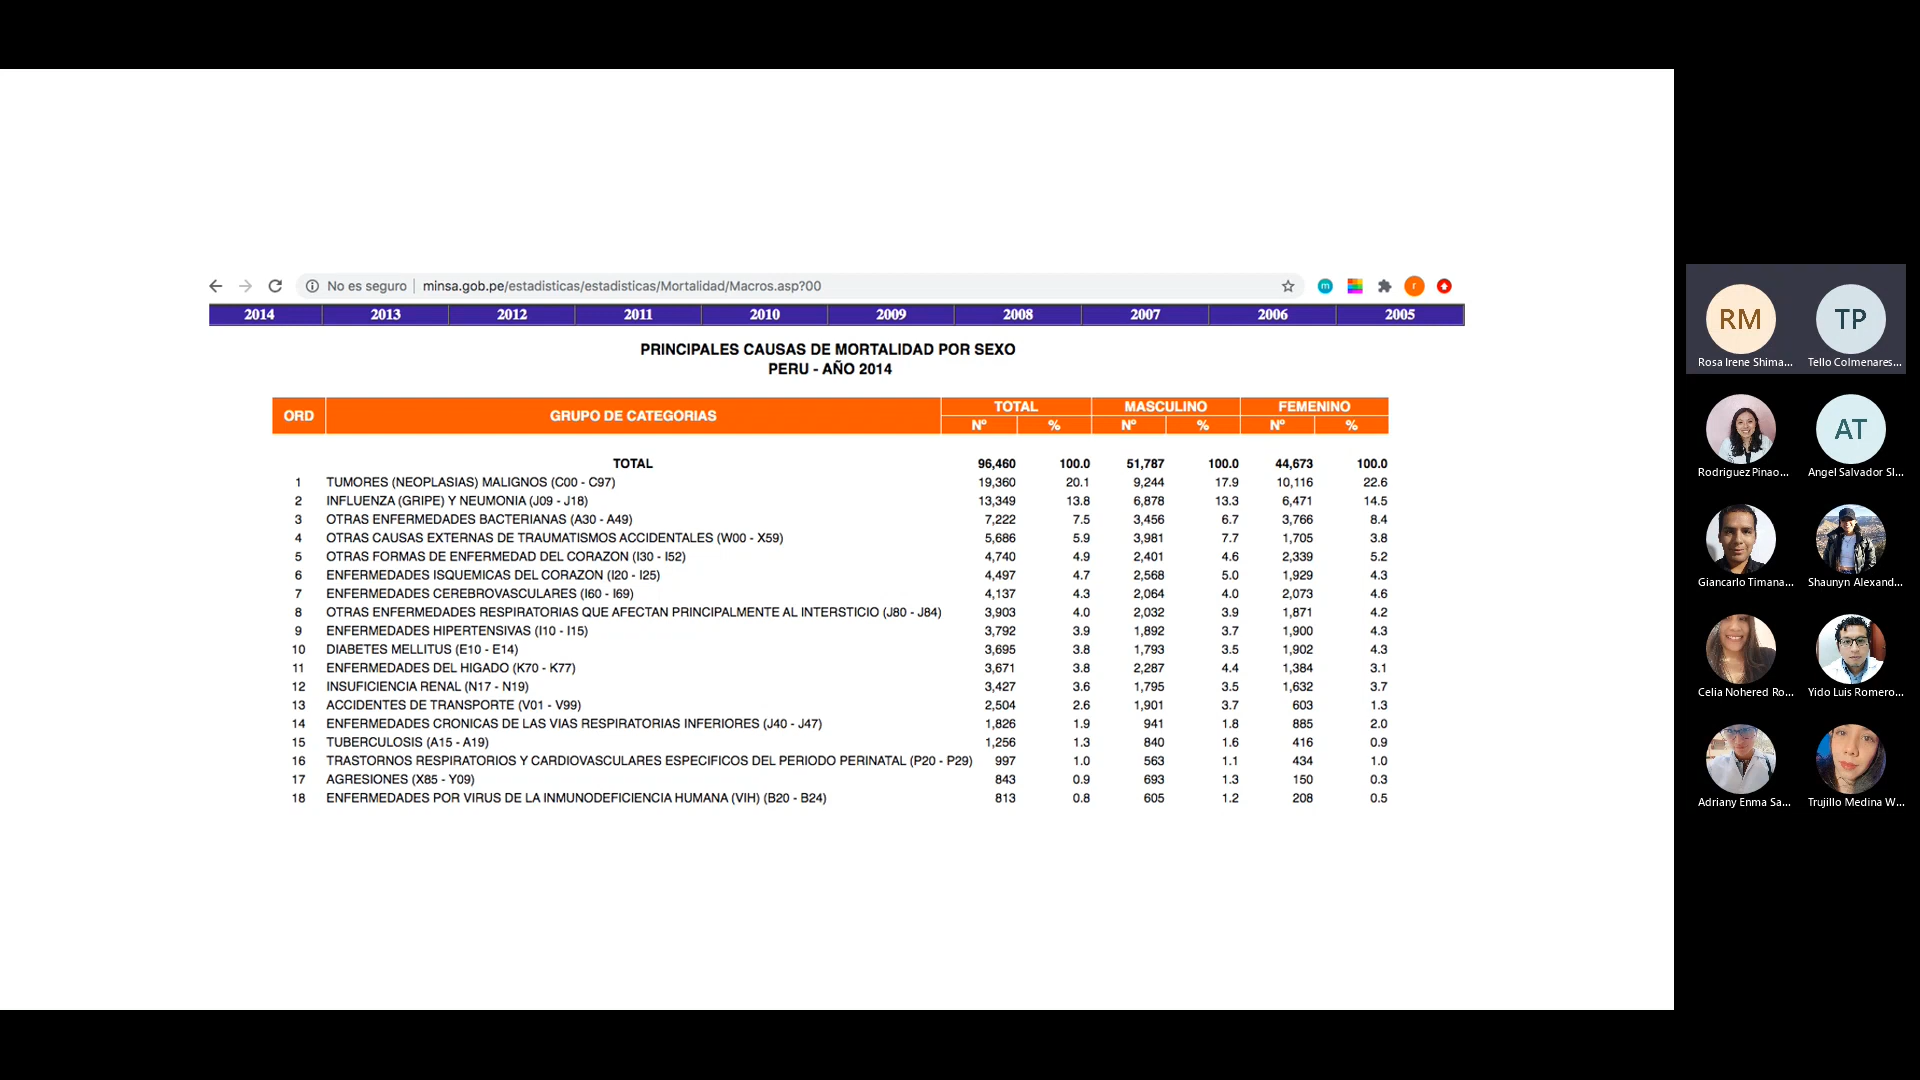 No es seguro | minsa.gob.pe/estadisticas/estadisticas/Mortalidad/Macros.asp?00
2014 2013 2012 2011 2010 2009 2008 2007 2006 2005
PRINCIPALES CAUSAS DE MORTALIDAD POR SEXO
PERU - AÑO 2014
ORD GRUPO DE CATEGORIAS TOTAL MASCULINO FEMENINO
Nº % Nº % Nº %
TOTAL 96,460 100.0 51,787 100.0 44,673 100.0
1 TUMORES (NEOPLASIAS) MALIGNOS (C00 - C97) 19,360 20.1 9,244 17.9 10,116 22.6
2 INFLUENZA (GRIPE) Y NEUMONIA (J09 - J18) 13,349 13.8 6,878 13.3 6,471 14.5
3 OTRAS ENFERMEDADES BACTERIANAS (A30 - A49) 7,222 7.5 3,456 6.7 3,766 8.4
4 OTRAS CAUSAS EXTERNAS DE TRAUMATISMOS ACCIDENTALES (W00 - X59) 5,686 5.9 3,981 7.7 1,705 3.8
5 OTRAS FORMAS DE ENFERMEDAD DEL CORAZON (I30 - I52) 4,740 4.9 2,401 4.6 2,339 5.2
6 ENFERMEDADES ISQUEMICAS DEL CORAZON (I20 - I25) 4,497 4.7 2,568 5.0 1,929 4.3
7 ENFERMEDADES CEREBROVASCULARES (I60 - I69) 4,137 4.3 2,064 4.0 2,073 4.6
8 OTRAS ENFERMEDADES RESPIRATORIAS QUE AFECTAN PRINCIPALMENTE AL INTERSTICIO (J80 - J84) 3,903 4.0 2,032 3.9 1,871 4.2
9 ENFERMEDADES HIPERTENSIVAS (I10 - I15) 3,792 3.9 1,892 3.7 1,900 4.3
10 DIABETES MELLITUS (E10 - E14) 3,695 3.8 1,793 3.5 1,902 4.3
11 ENFERMEDADES DEL HIGADO (K70 - K77) 3,671 3.8 2,287 4.4 1,384 3.1
12 INSUFICIENCIA RENAL (N17 - N19) 3,427 3.6 1,795 3.5 1,632 3.7
13 ACCIDENTES DE TRANSPORTE (V01 - V99) 2,504 2.6 1,901 3.7 603 1.3
14 ENFERMEDADES CRONICAS DE LAS VIAS RESPIRATORIAS INFERIORES (J40 - J47) 1,826 1.9 941 1.8 885 2.0
15 TUBERCULOSIS (A15 - A19) 1,256 1.3 840 1.6 416 0.9
16 TRASTORNOS RESPIRATORIOS Y CARDIOVASCULARES ESPECIFICOS DEL PERIODO PERINATAL (P20 - P29) 997 1.0 563 1.1 434 1.0
17 AGRESIONES (X85 - Y09) 843 0.9 693 1.3 150 0.3
18 ENFERMEDADES POR VIRUS DE LA INMUNODEFICIENCIA HUMANA (VIH) (B20 - B24) 813 0.8 605 1.2 208 0.5
RM TP
Rosa Irene Shima... Tello Colmenares...
AT
Rodriguez Pinao... Angel Salvador Sl...
Giancarlo Timana... Shaunyn Alexand...
Celia Nohered Ro... Yido Luis Romero...
Adriany Enma Sa... Trujillo Medina W...